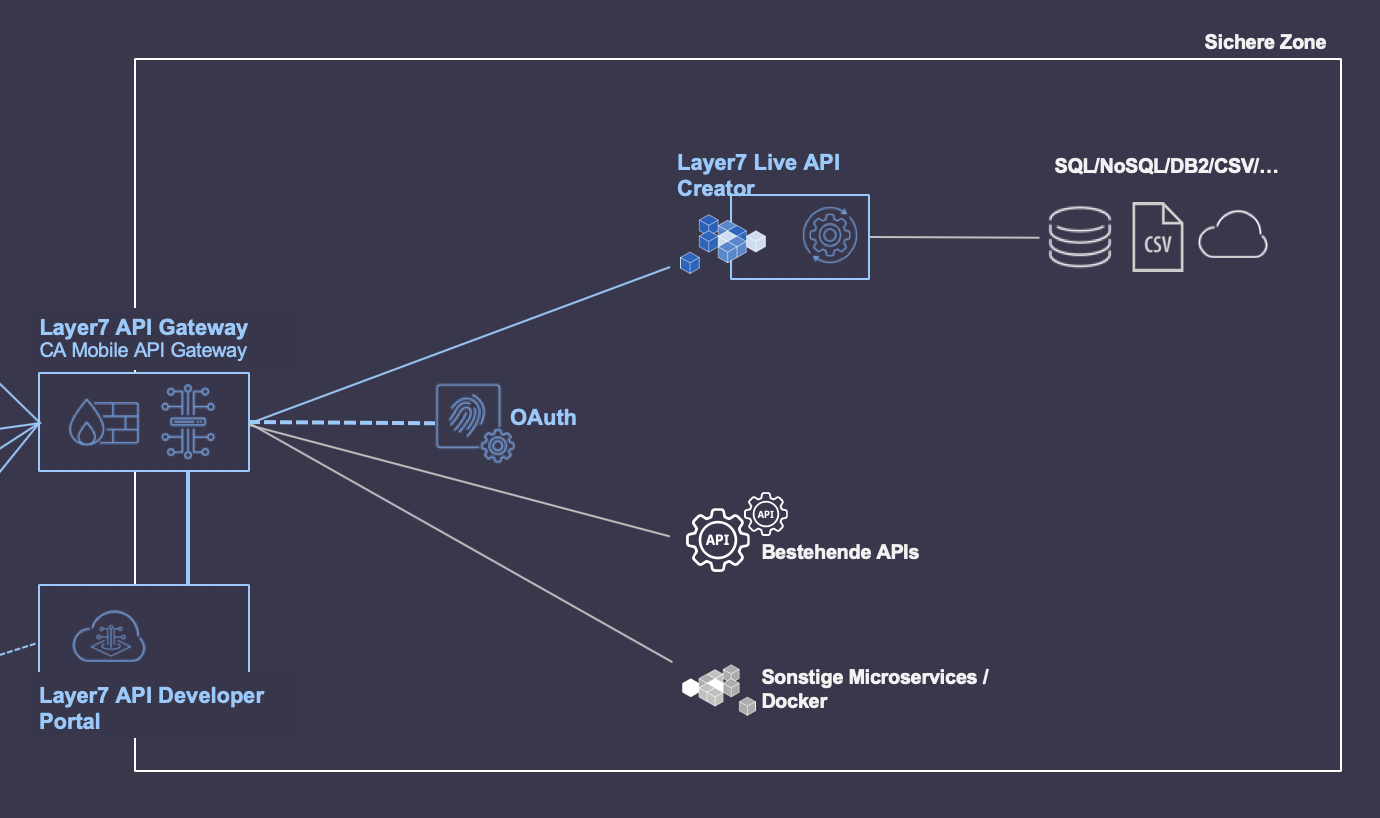 Sichere Zone
Layer7 Live API
Creator
SQL/NoSQL/DB2/CSV/...
CSV
Layer7 API Gateway
CA Mobile API Gateway
OAuth
API
API
Bestehende APIs
Layer7 API Developer
Portal
Sonstige Microservices /
Docker